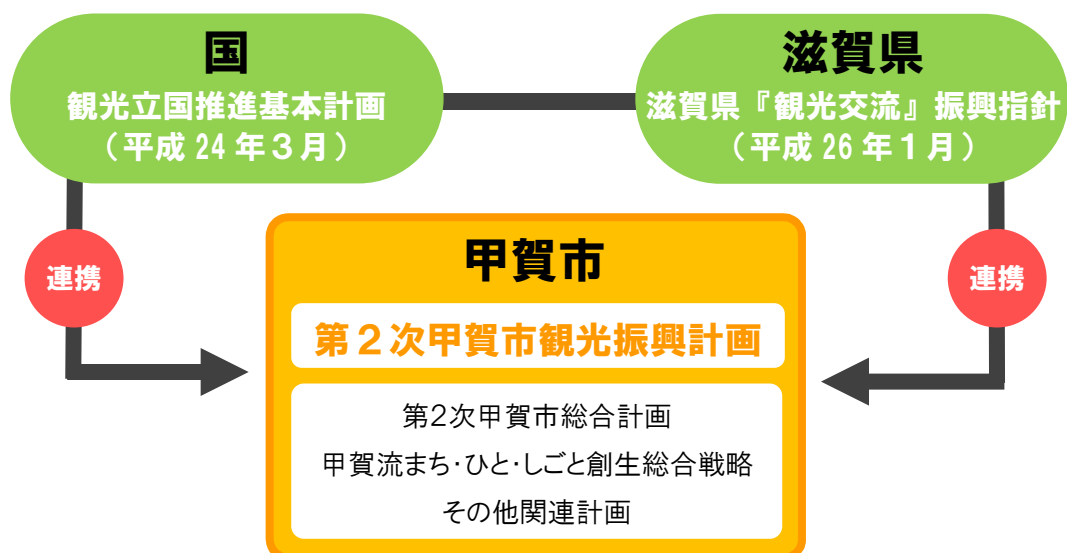 国
観光立国推進基本計画
（平成 24 年３月）
滋賀県
滋賀県『観光交流』振興指針
（平成 26 年１月）
連携
連携
甲賀市
第２次甲賀市観光振興計画
第2次甲賀市総合計画
甲賀流まち・ひと・しごと創生総合戦略
その他関連計画